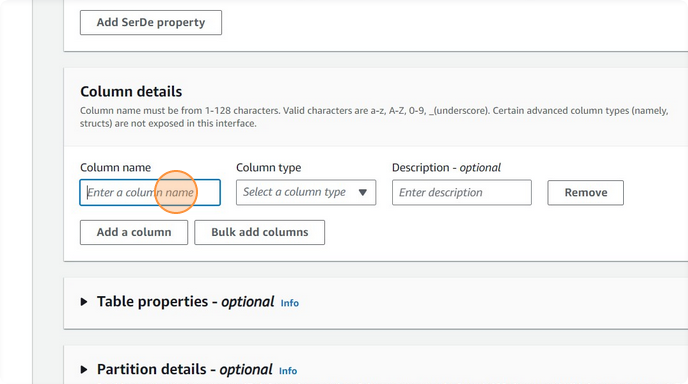 Add SerDe property
Column details
Column name must be from 1-128 characters. Valid characters are a-z, A-Z, 0-9, _(underscore). Certain advanced column types (namely,
structs) are not exposed in this interface.
Column name Column type Description - optional
Enter a column name Select a column type Enter description Remove
Add a column Bulk add columns
Table properties - optional Info
Partition details - optional Info